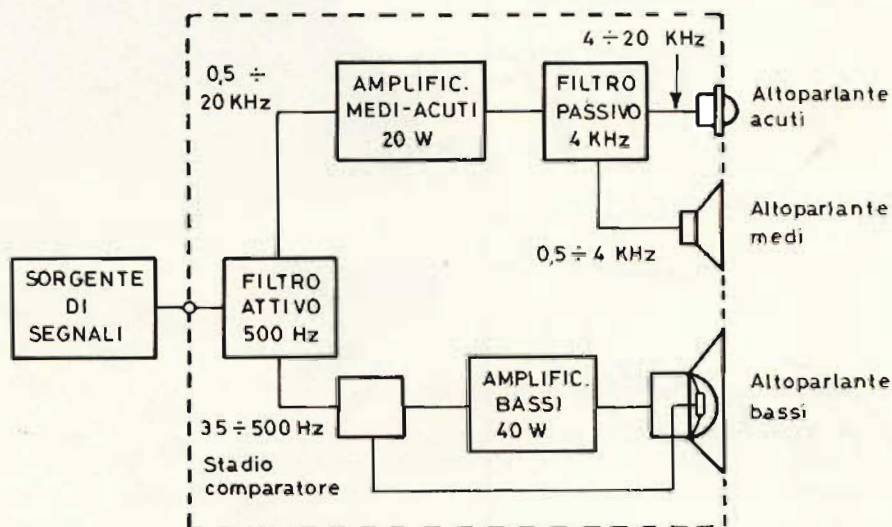 4 ÷ 20 KHz
0,5 ÷
20 KHz
AMPLIFIC.
MEDI-ACUTI
20 W
FILTRO
PASSIVO
4 KHz
Altoparlante
acuti
Altoparlante
medi
0,5 ÷ 4 KHz
SORGENTE
DI
SEGNALI
FILTRO
ATTIVO
500 Hz
35 ÷ 500 Hz
Stadio
comparatore
AMPLIFIC.
BASSI
40 W
Altoparlante
bassi